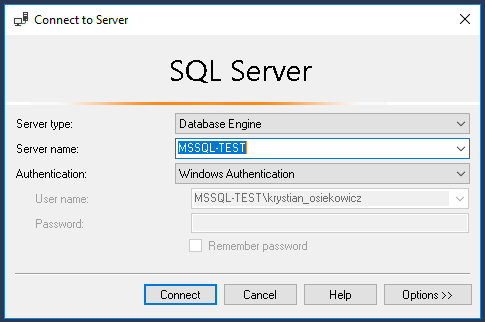 Connect to Server
SQL Server
Server type: Database Engine
Server name: MSSQL-TEST
Authentication: Windows Authentication
User name: MSSQL-TEST\krystian_osiekowicz
Password:
Remember password
Connect Cancel Help Options >>